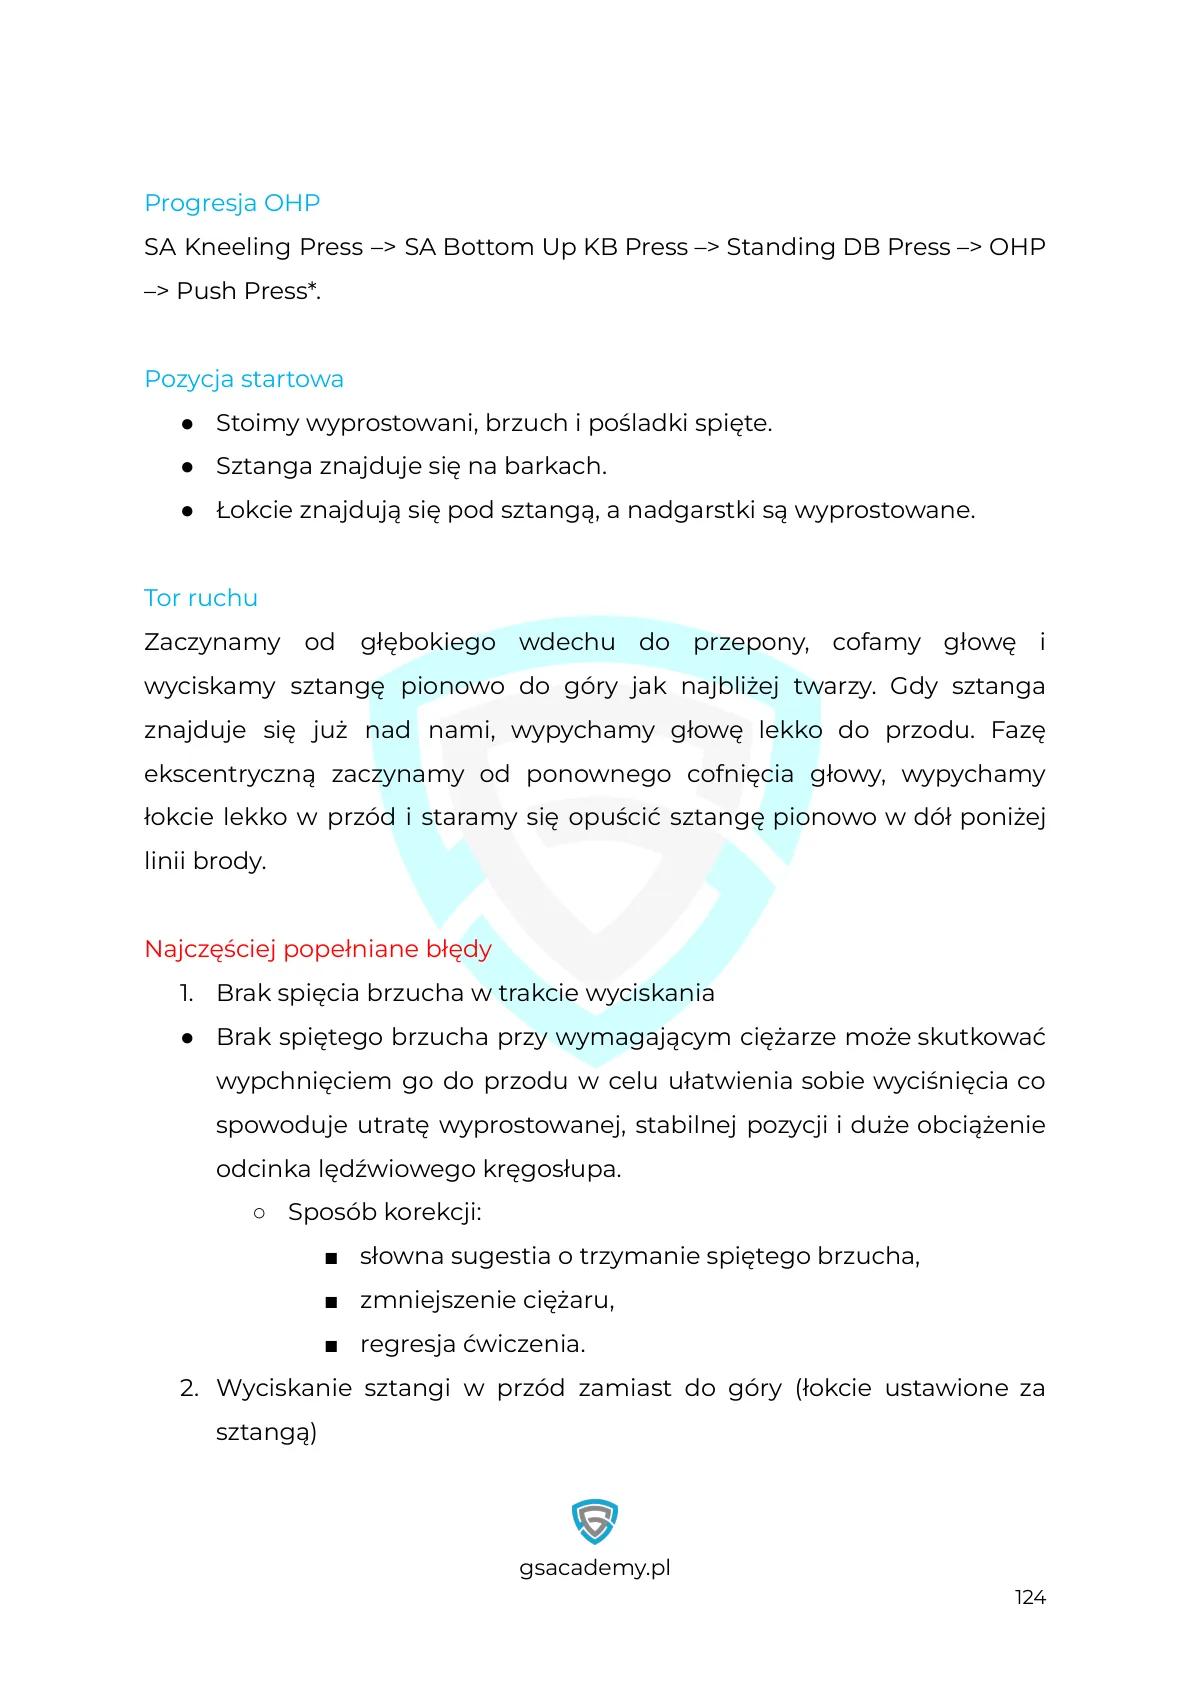 Progresja OHP
SA Kneeling Press –> SA Bottom Up KB Press –> Standing DB Press –> OHP
–> Push Press*.
Pozycja startowa
● Stoimy wyprostowani, brzuch i pośladki spięte.
● Sztanga znajduje się na barkach.
● Łokcie znajdują się pod sztangą, a nadgarstki są wyprostowane.
Tor ruchu
Zaczynamy od głębokiego wdechu do przepony, cofamy głowę i
wyciskamy sztangę pionowo do góry jak najbliżej twarzy. Gdy sztanga
znajduje się już nad nami, wypychamy głowę lekko do przodu. Fazę
ekscentryczną zaczynamy od ponownego cofnięcia głowy, wypychamy
łokcie lekko w przód i staramy się opuścić sztangę pionowo w dół poniżej
linii brody.
Najczęściej popełniane błędy
1. Brak spięcia brzucha w trakcie wyciskania
● Brak spiętego brzucha przy wymagającym ciężarze może skutkować
wypchnięciem go do przodu w celu ułatwienia sobie wyciśnięcia co
spowoduje utratę wyprostowanej, stabilnej pozycji i duże obciążenie
odcinka lędźwiowego kręgosłupa.
○ Sposób korekcji:
■ słowna sugestia o trzymanie spiętego brzucha,
■ zmniejszenie ciężaru,
■ regresja ćwiczenia.
2. Wyciskanie sztangi w przód zamiast do góry (łokcie ustawione za
sztangą)
gsacademy.pl
124